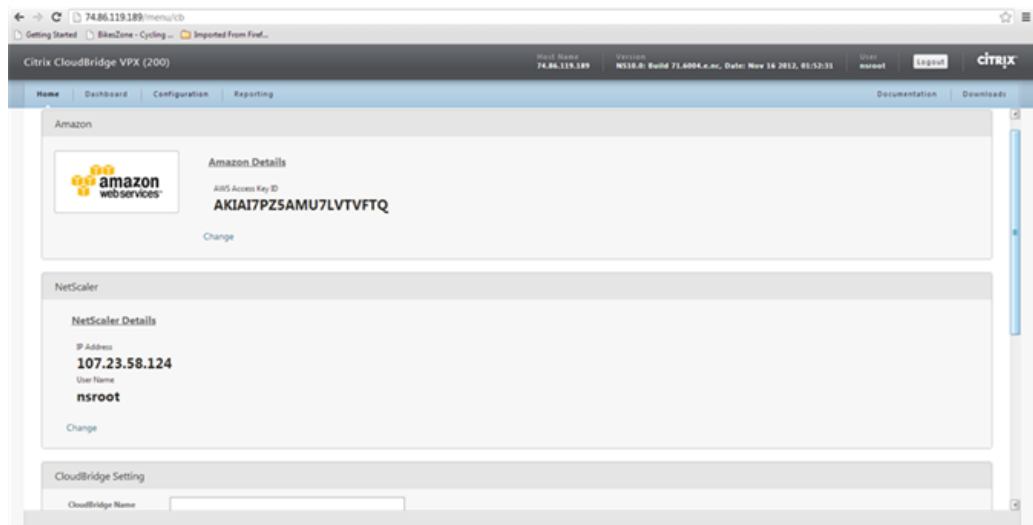 74.86.119.189/menu/cb
Getting Started BikesZone - Cycling ... Imported From Firef...
Citrix CloudBridge VPX (200)
Host Name
74.86.119.189
Version
NS10.0: Build 71.6004.e.nc, Date: Nov 16 2012, 01:52:31
User
nsroot
Logout
CITRIX
Home Dashboard Configuration Reporting Documentation Downloads
Amazon
amazon
webservices
Amazon Details
AWS Access Key ID
AKIAI7PZ5AMU7LVTVFTQ
Change
NetScaler
NetScaler Details
IP Address
107.23.58.124
User Name
nsroot
Change
CloudBridge Setting
CloudBridge Name